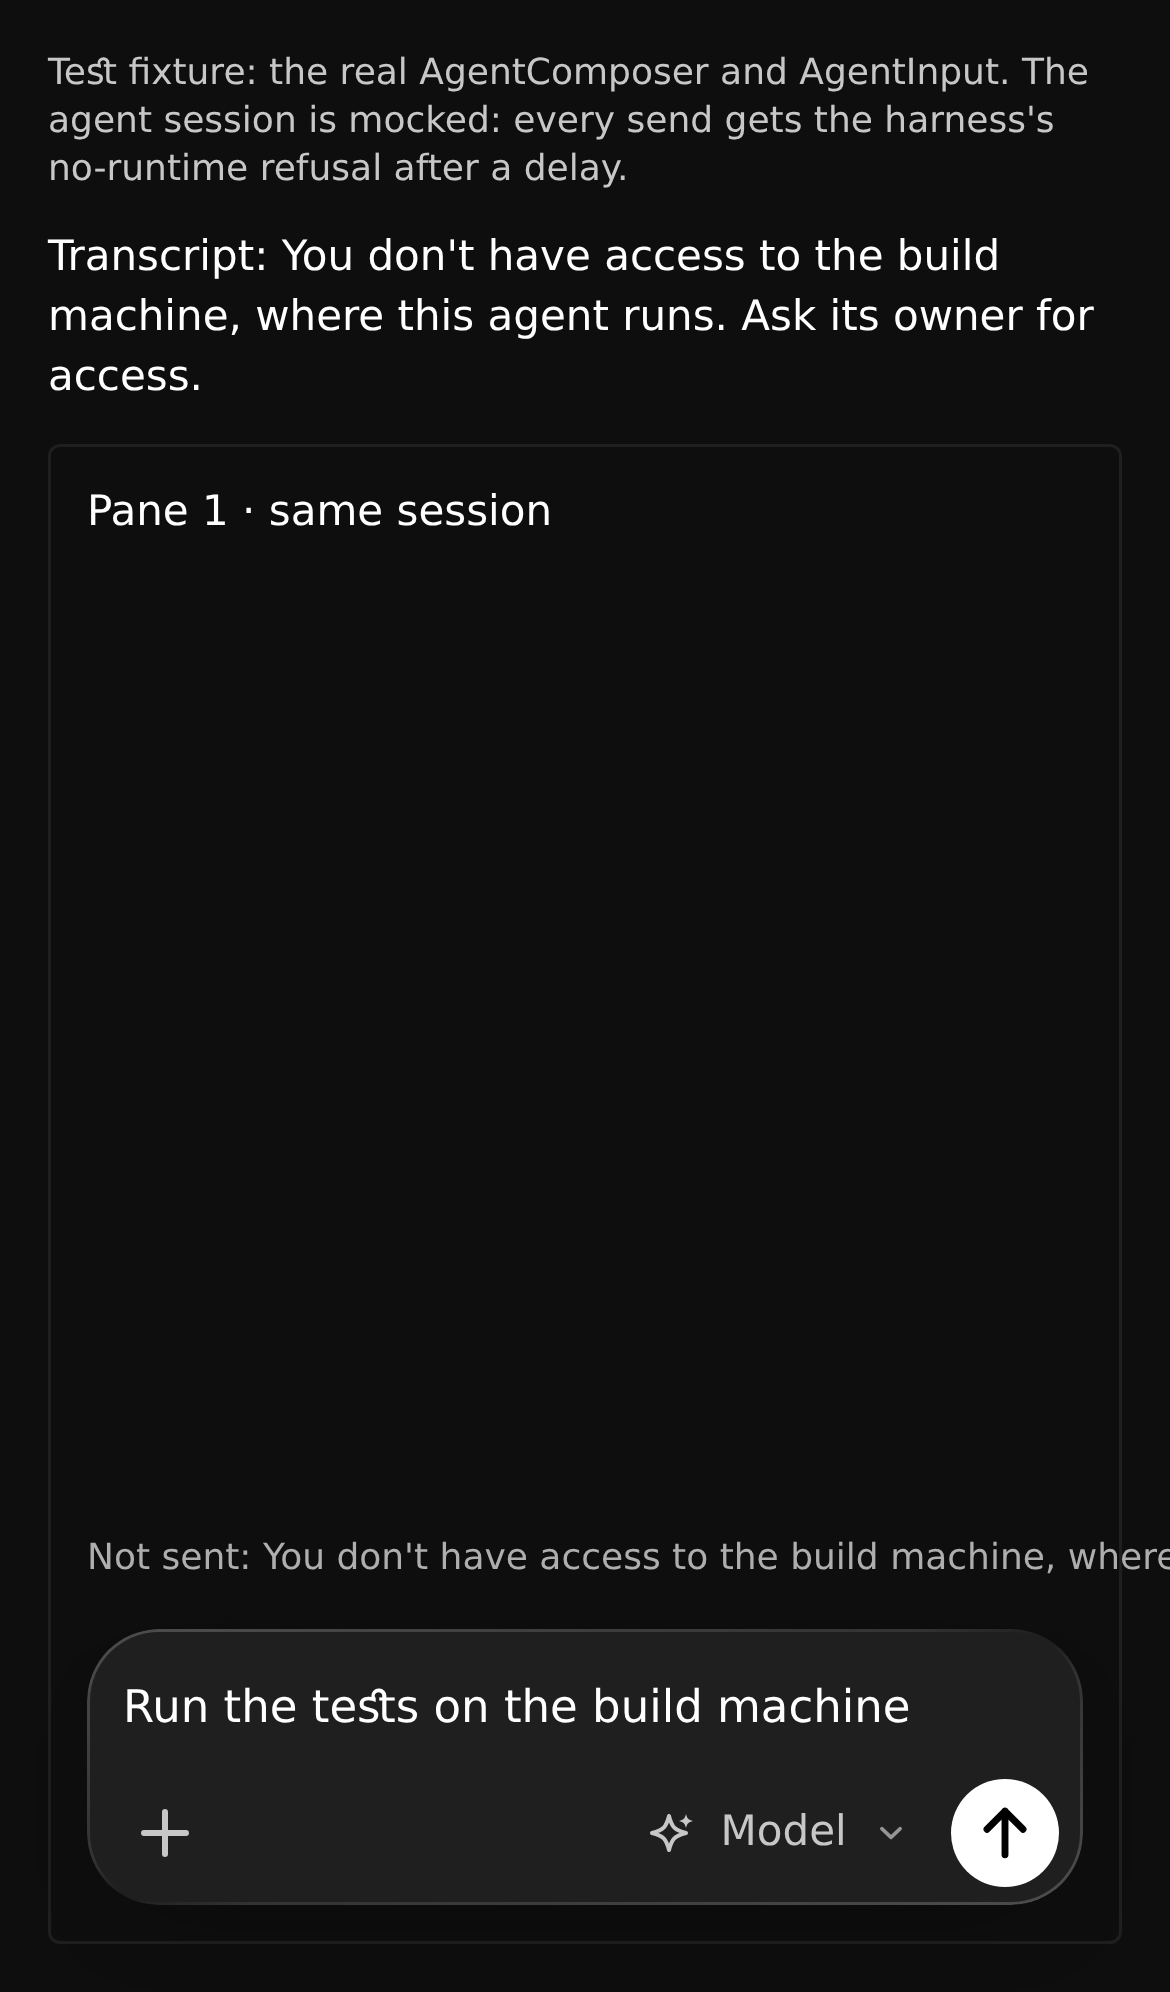 Test fixture: the real AgentComposer and AgentInput. The
agent session is mocked: every send gets the harness's
no-runtime refusal after a delay.
Transcript: You don't have access to the build
machine, where this agent runs. Ask its owner for
access.
Pane 1 · same session
Not sent: You don't have access to the build machine, where
Run the tests on the build machine
Model